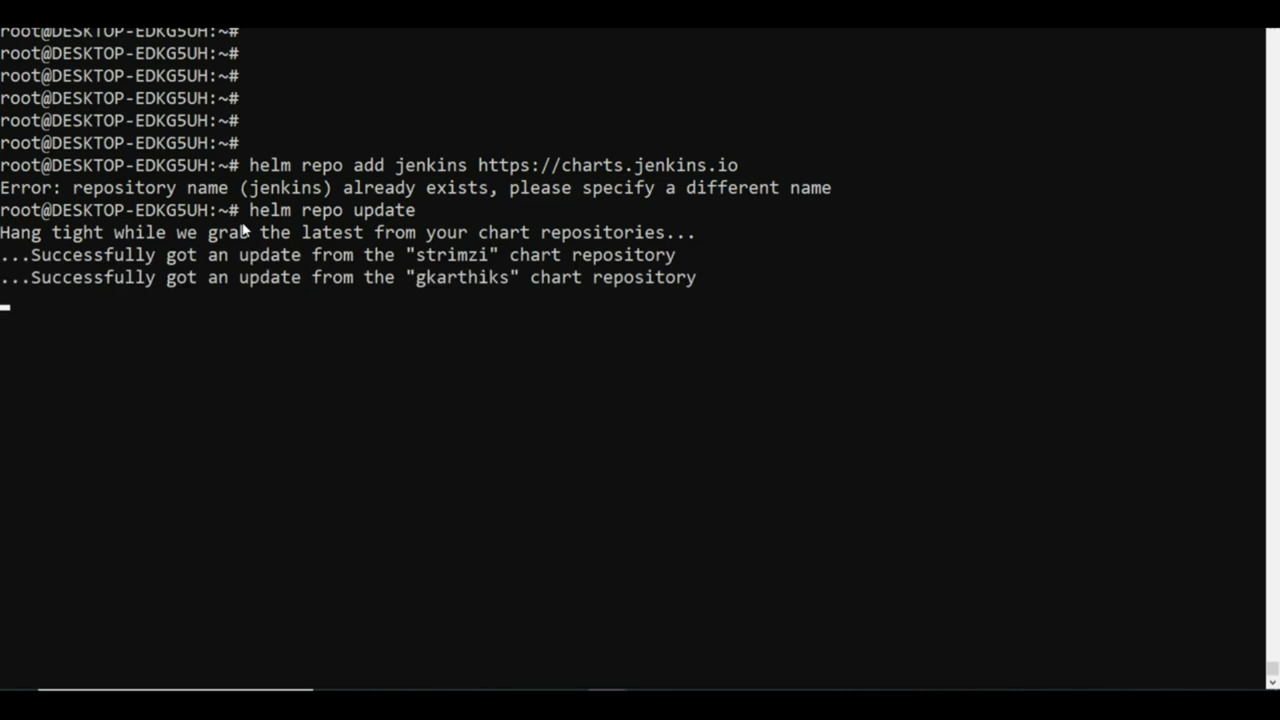 root@DESKTOP-EDKG5UH:~#
root@DESKTOP-EDKG5UH:~#
root@DESKTOP-EDKG5UH:~#
root@DESKTOP-EDKG5UH:~#
root@DESKTOP-EDKG5UH:~#
root@DESKTOP-EDKG5UH:~#
root@DESKTOP-EDKG5UH:~# helm repo add jenkins https://charts.jenkins.io
Error: repository name (jenkins) already exists, please specify a different name
root@DESKTOP-EDKG5UH:~# helm repo update
Hang tight while we grab the latest from your chart repositories...
...Successfully got an update from the "strimzi" chart repository
...Successfully got an update from the "gkarthiks" chart repository